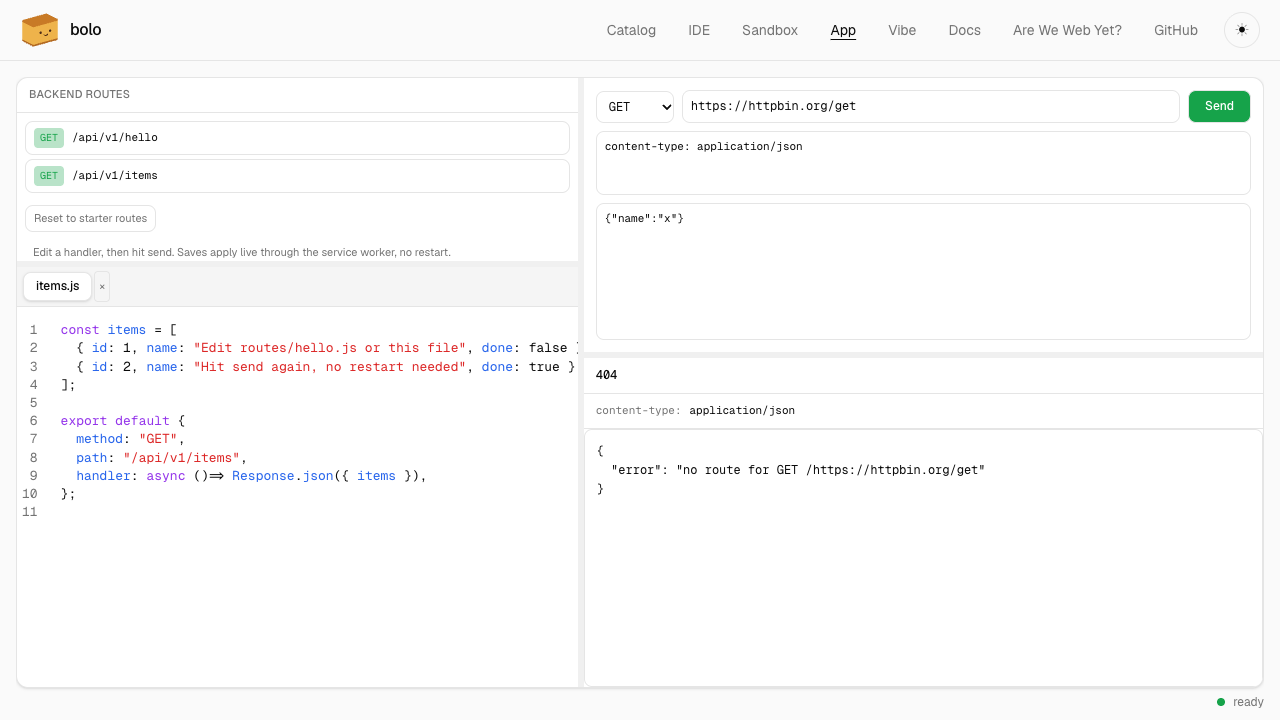 bolo
Catalog
IDE
Sandbox
App
Vibe
Docs
Are We Web Yet?
GitHub
BACKEND ROUTES
GET /api/v1/hello
GET /api/v1/items
Reset to starter routes
Edit a handler, then hit send. Saves apply live through the service worker, no restart.
items.js ×
1 const items = [
2   { id: 1, name: "Edit routes/hello.js or this file", done: false
3   { id: 2, name: "Hit send again, no restart needed", done: true }
4 ];
5
6 export default {
7   method: "GET",
8   path: "/api/v1/items",
9   handler: async ()=> Response.json({ items }),
10 };
11
GET
https://httpbin.org/get
Send
content-type: application/json
{"name":"x"}
404
content-type: application/json
{
  "error": "no route for GET /https://httpbin.org/get"
}
ready